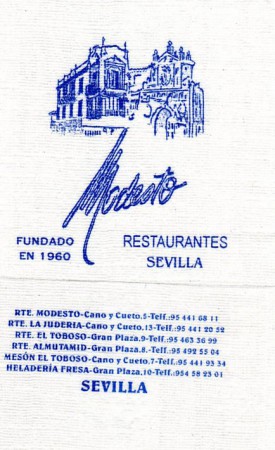 Modesto
FUNDADO
EN 1960
RESTAURANTES
SEVILLA
RTE. MODESTO-Cano y Cueto.5-Telf.:95 441 68 11
RTE. LA JUDERIA-Cano y Cueto.13-Telf.-95 441 20 52
RTE. EL TOBOSO-Gran Plaza.9-Telf.:95 463 36 99
RTE. ALMUTAMID-Gran Plaza.8.-Telf.-95 492 55 04
MESÓN EL TOBOSO-Cano y Cueto.7-Telf.:95 441 93 34
HELADERÍA FRESA-Gran Plaza,10-Telf.:954 58 23 01
SEVILLA